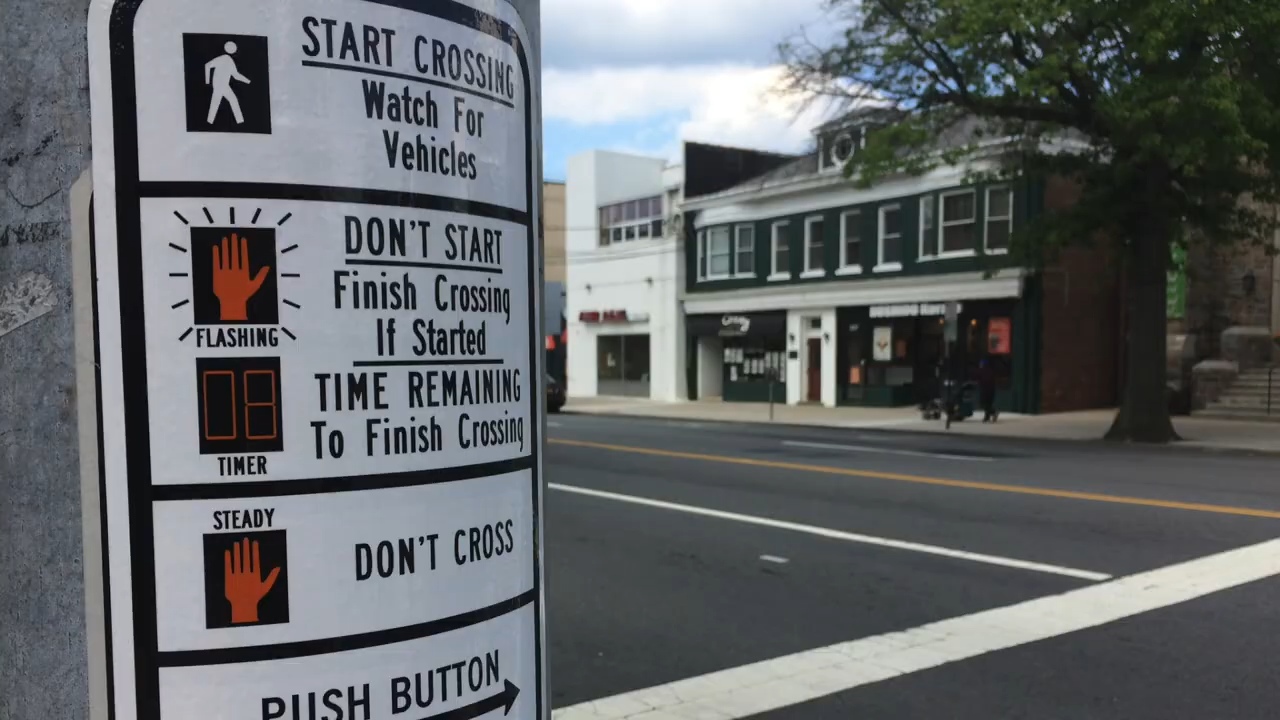 START CROSSING
Watch For
Vehicles
DON'T START
Finish Crossing
If Started
FLASHING
TIME REMAINING
To Finish Crossing
TIMER
STEADY
DON'T CROSS
PUSH BUTTON